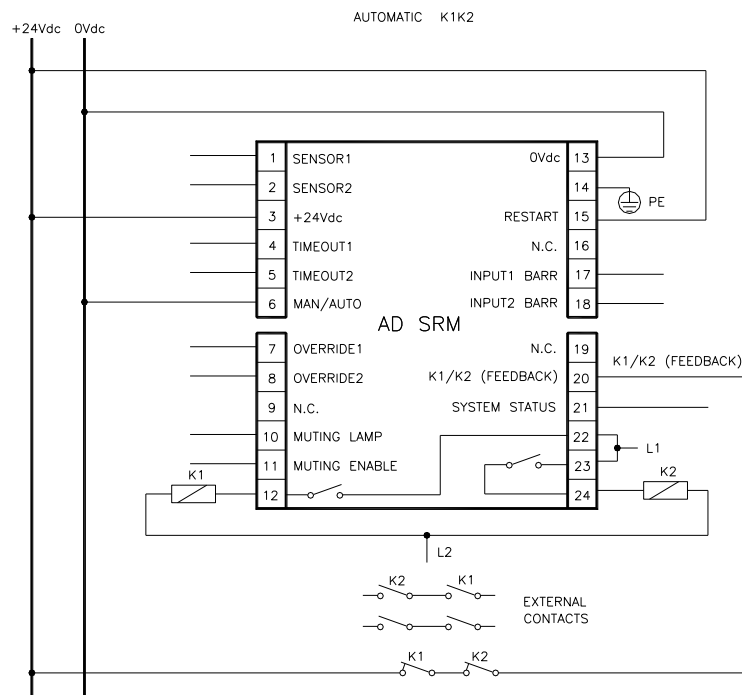 AUTOMATIC K1K2
+24Vdc 0Vdc
1 SENSOR1
2 SENSOR2
3 +24Vdc
4 TIMEOUT1
5 TIMEOUT2
6 MAN/AUTO
0Vdc 13
14 PE
RESTART 15
N.C. 16
INPUT1 BARR 17
INPUT2 BARR 18
AD SRM
7 OVERRIDE1
8 OVERRIDE2
9 N.C.
10 MUTING LAMP
11 MUTING ENABLE
12
K1
N.C. 19
K1/K2 (FEEDBACK) 20
K1/K2 (FEEDBACK)
SYSTEM STATUS 21
22
L1
23
24
K2
L2
K2 K1
EXTERNAL
CONTACTS
K1 K2